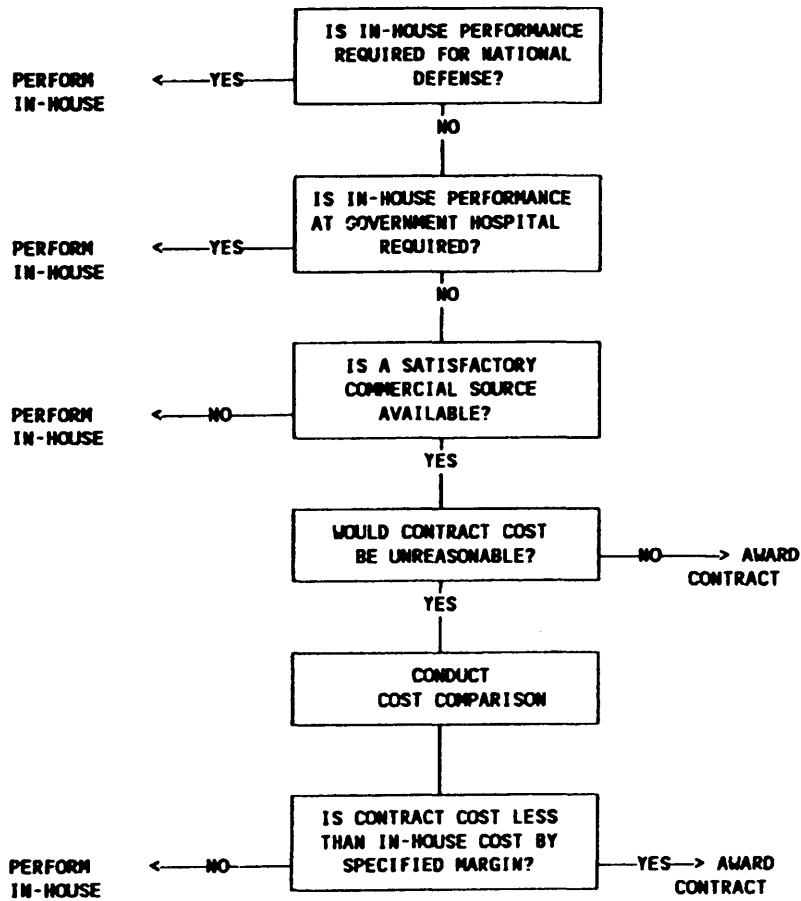 IS IN-HOUSE PERFORMANCE
REQUIRED FOR NATIONAL
DEFENSE?
PERFORM
IN-HOUSE
YES
NO
IS IN-HOUSE PERFORMANCE
AT GOVERNMENT HOSPITAL
REQUIRED?
PERFORM
IN-HOUSE
YES
NO
IS A SATISFACTORY
COMMERCIAL SOURCE
AVAILABLE?
PERFORM
IN-HOUSE
NO
YES
WOULD CONTRACT COST
BE UNREASONABLE?
NO
AWARD
CONTRACT
YES
CONDUCT
COST COMPARISON
IS CONTRACT COST LESS
THAN IN-HOUSE COST BY
SPECIFIED MARGIN?
PERFORM
IN-HOUSE
NO
YES
AWARD
CONTRACT